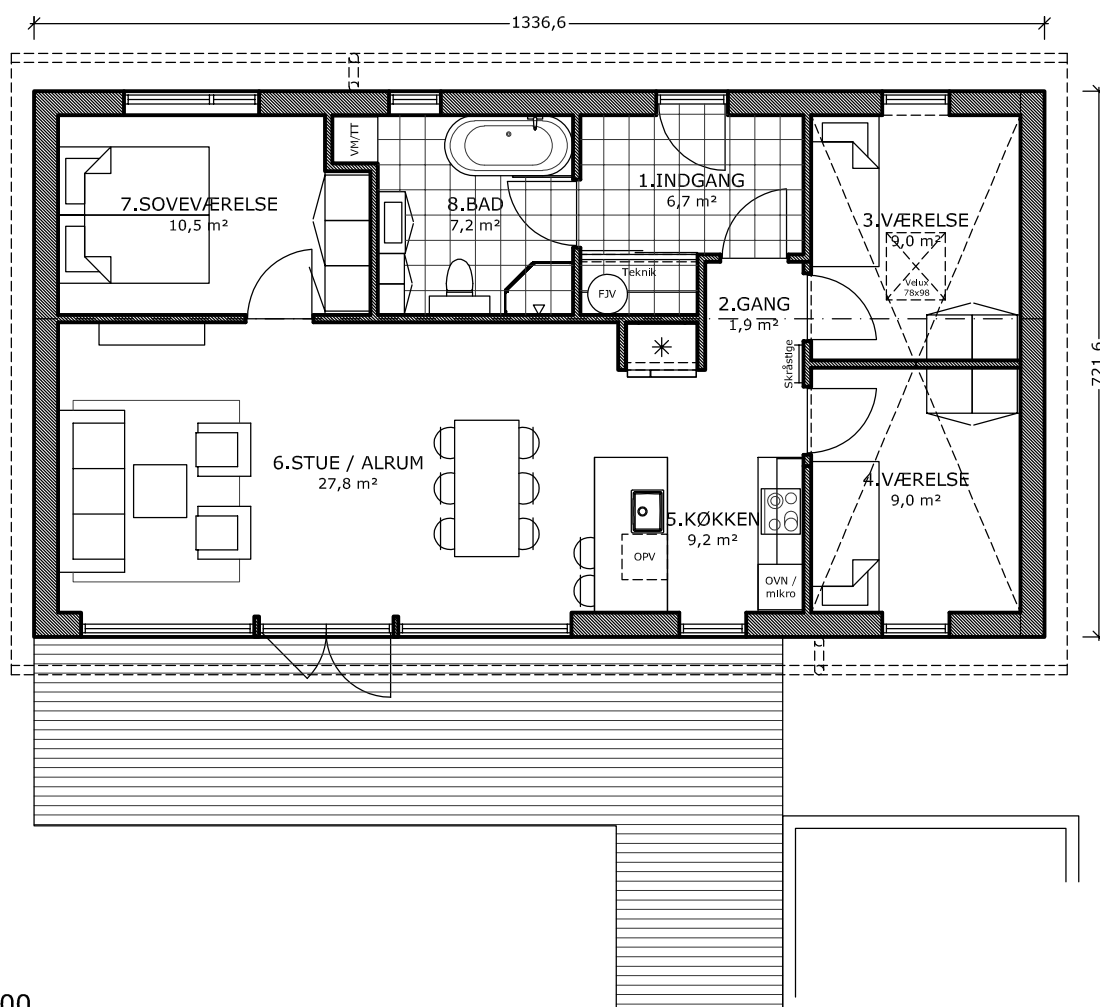 1336,6
VM/TT
1.INDGANG
6,7 m²
7.SOVEVÆRELSE
10,5 m²
8.BAD
7,2 m²
3.VÆRELSE
9,0 m²
Teknik
FJV
Velux
78x98
2.GANG
1,9 m²
Skråstige
721,6
6.STUE / ALRUM
27,8 m²
4.VÆRELSE
9,0 m²
5.KØKKEN
9,2 m²
OPV
OVN /
mikro
00